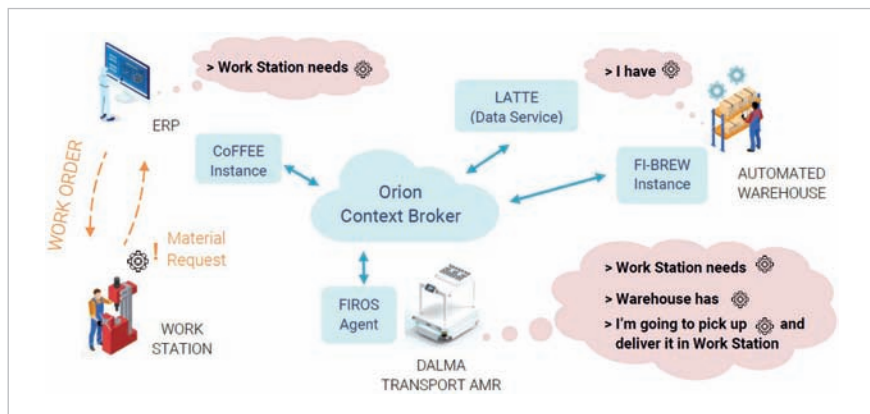 > Work Station needs
ERP
WORK ORDER
! Material
Request
WORK
STATION
CoFFEE
Instance
Orion
Context Broker
LATTE
(Data Service)
> I have
FI-BREW
Instance
AUTOMATED
WAREHOUSE
FIROS
Agent
DALMA
TRANSPORT AMR
> Work Station needs
> Warehouse has
> I'm going to pick up and
deliver it in Work Station